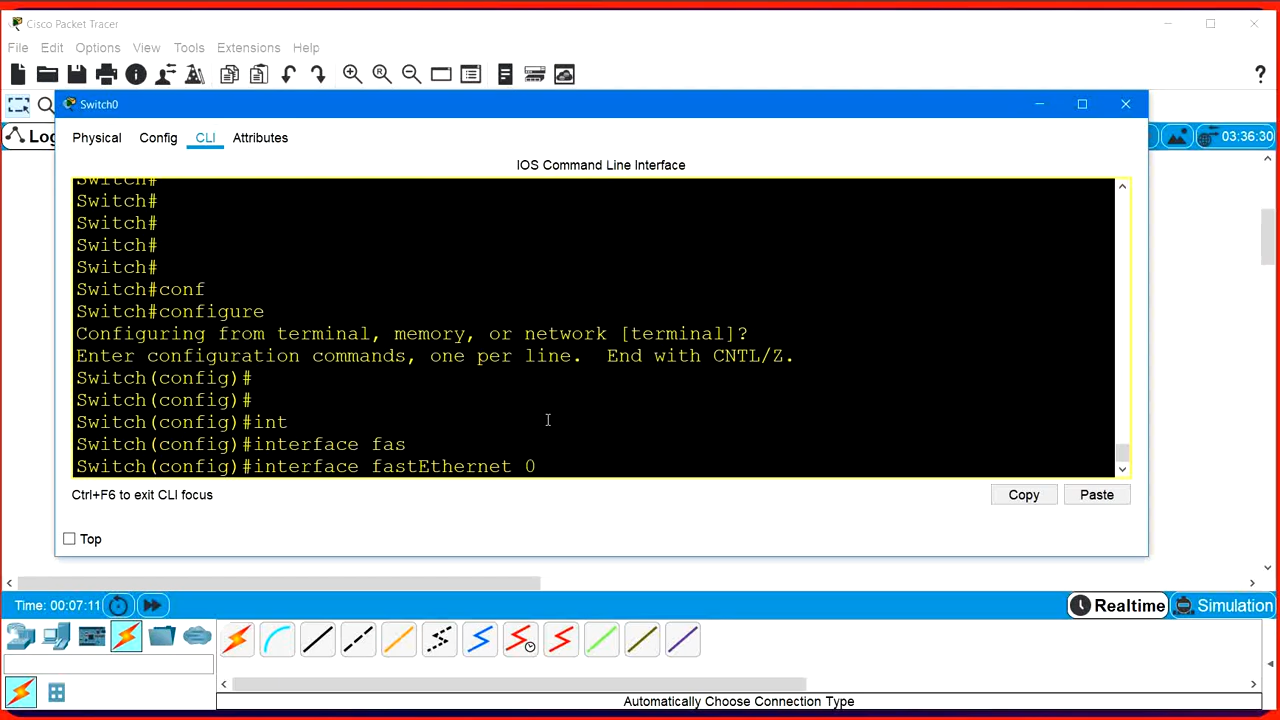 Cisco Packet Tracer
File Edit Options View Tools Extensions Help
?
Switch0
Log
03:36:30
Physical Config CLI Attributes
IOS Command Line Interface
Switch#
Switch#
Switch#
Switch#
Switch#
Switch#conf
Switch#configure
Configuring from terminal, memory, or network [terminal]?
Enter configuration commands, one per line.  End with CNTL/Z.
Switch(config)#
Switch(config)#
Switch(config)#int
Switch(config)#interface fas
Switch(config)#interface fastEthernet 0
Ctrl+F6 to exit CLI focus
Copy Paste
Top
Time: 00:07:11
Realtime Simulation
Automatically Choose Connection Type